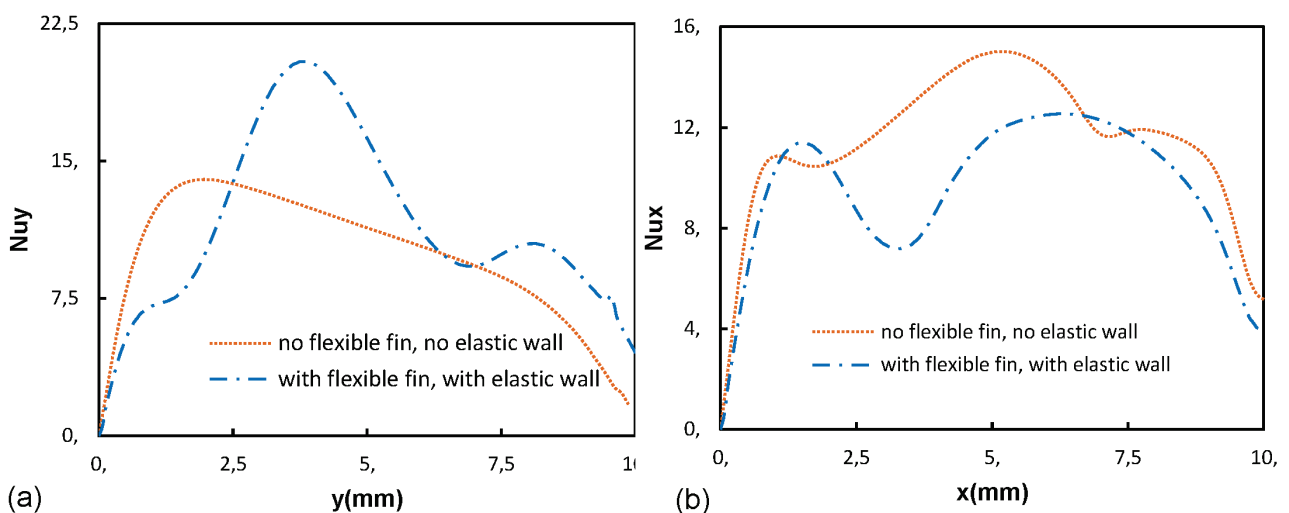 22,5
15,
7,5
0,
Nuy
no flexible fin, no elastic wall
with flexible fin, with elastic wall
0,
2,5
5,
7,5
10
y(mm)
(a)
16,
12,
8,
4,
0,
Nux
no flexible fin, no elastic wall
with flexible fin, with elastic wall
0,
2,5
5,
7,5
10,
x(mm)
(b)